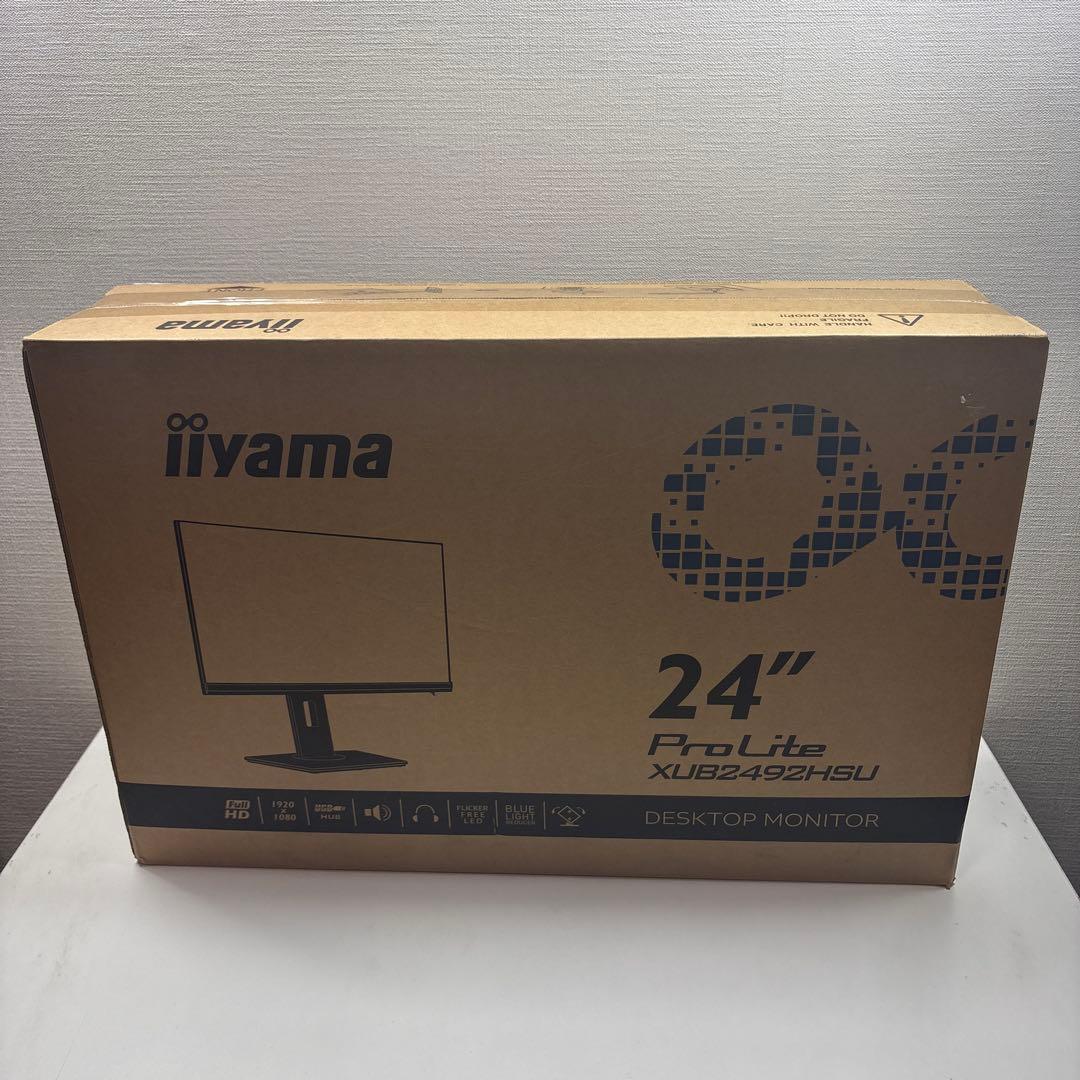 iiyama
HANDLE WITH CARE
FRAGILE
DO NOT DROP!!
iiyama
24"
ProLite
XUB2492HSU
Full
HD
1920
x
1080
HUB
FLICKER
FREE
LED
BLUE
LIGHT
REDUCER
DESKTOP MONITOR